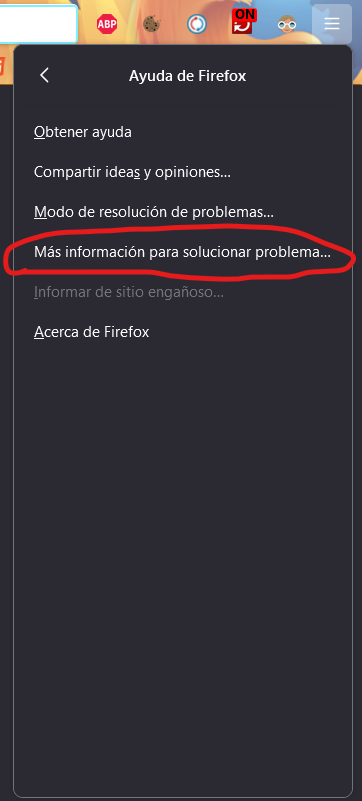 ABP
ON
Ayuda de Firefox
Obtener ayuda
Compartir ideas y opiniones...
Modo de resolución de problemas...
Más información para solucionar problema...
Informar de sitio engañoso...
Acerca de Firefox